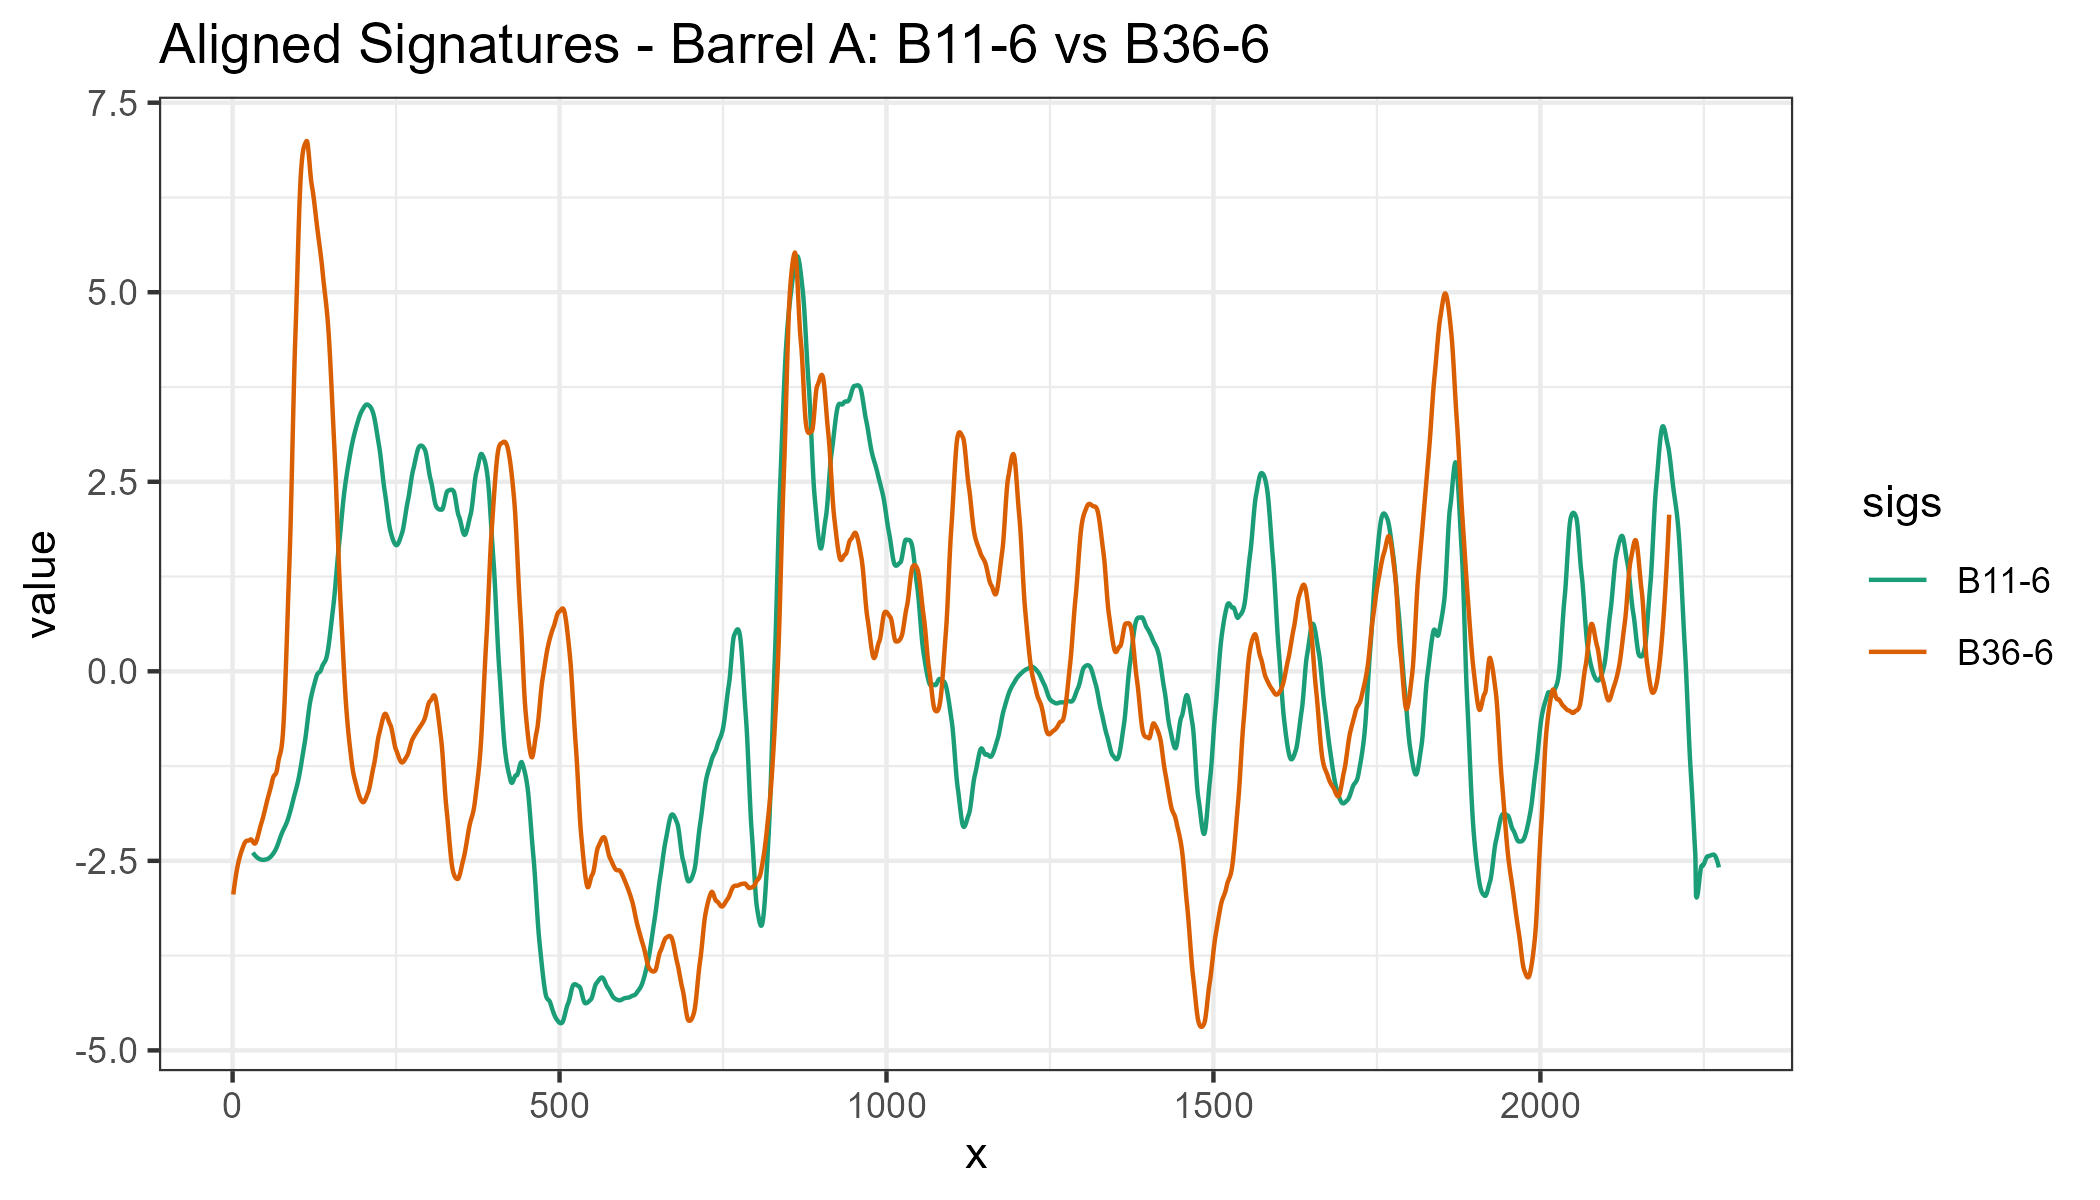 Aligned Signatures - Barrel A: B11-6 vs B36-6
7.5
5.0
2.5
0.0
-2.5
-5.0
value
0 500 1000 1500 2000
x
sigs
B11-6
B36-6